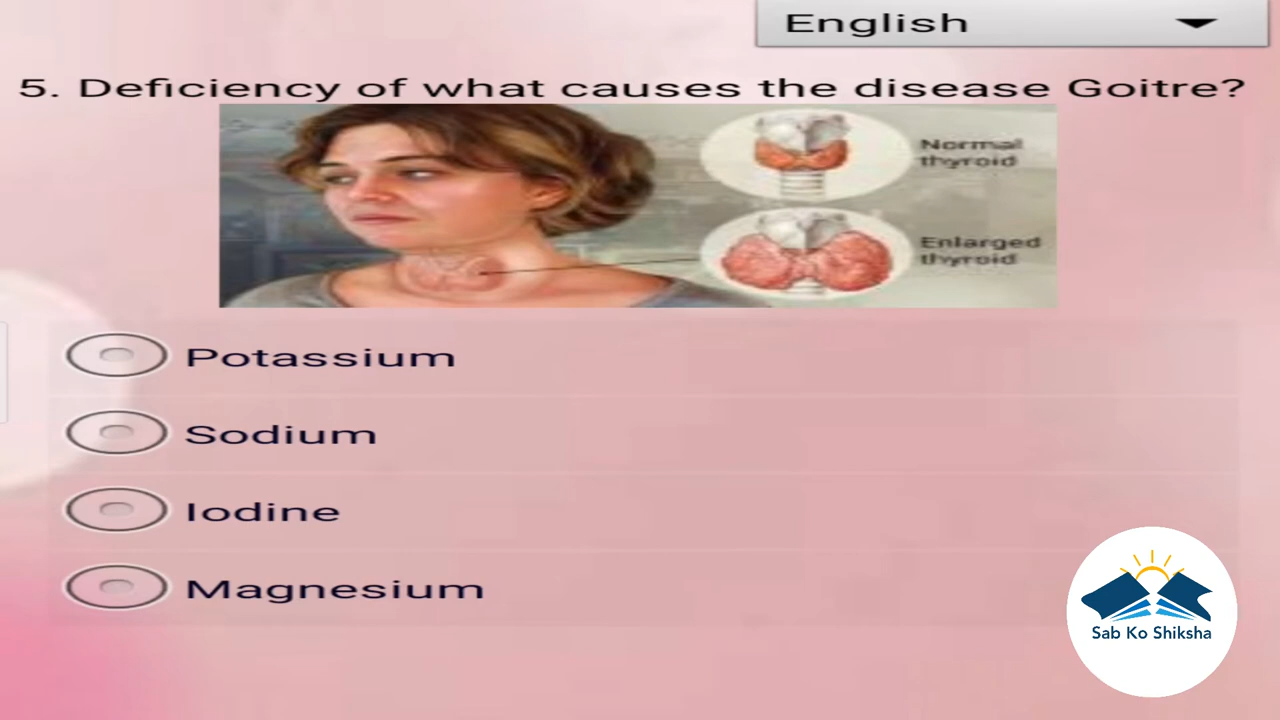 English
5. Deficiency of what causes the disease Goitre?
Normal
thyroid
Enlarged
thyroid
Potassium
Sodium
Iodine
Magnesium
Sab Ko Shiksha